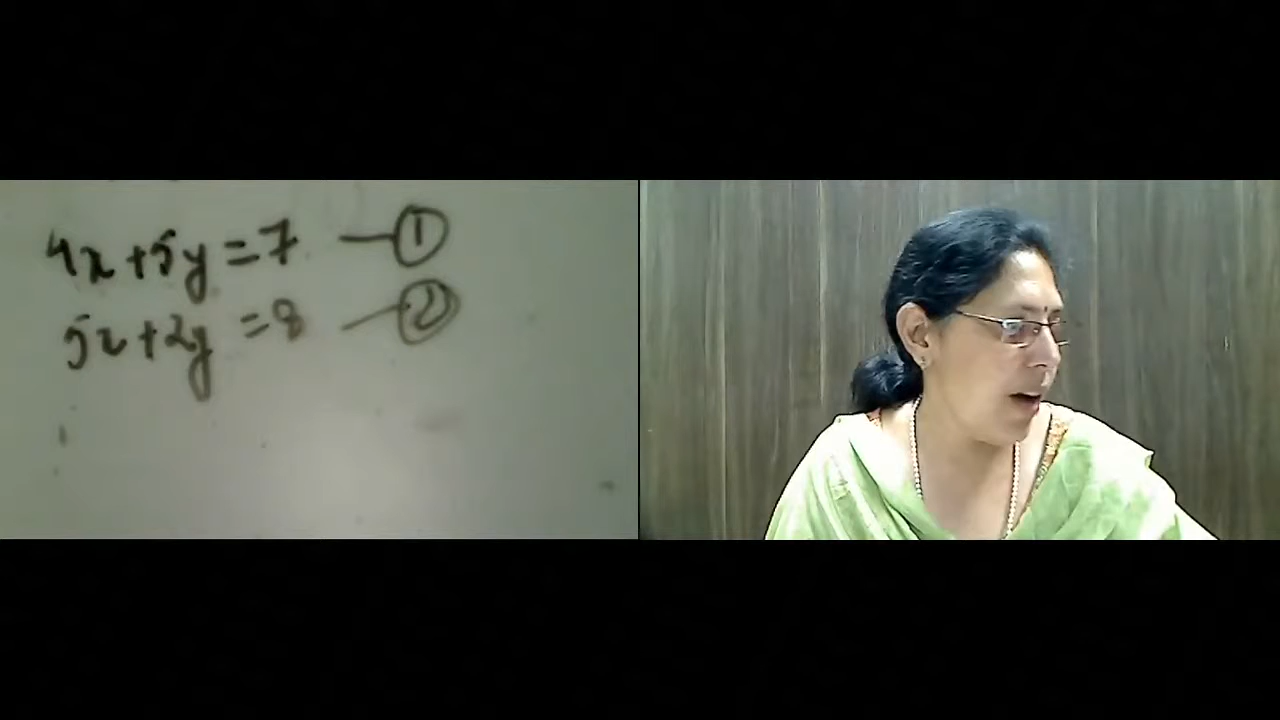 4x + 5y = 7 — ①
5x + 2y = 8 — ②